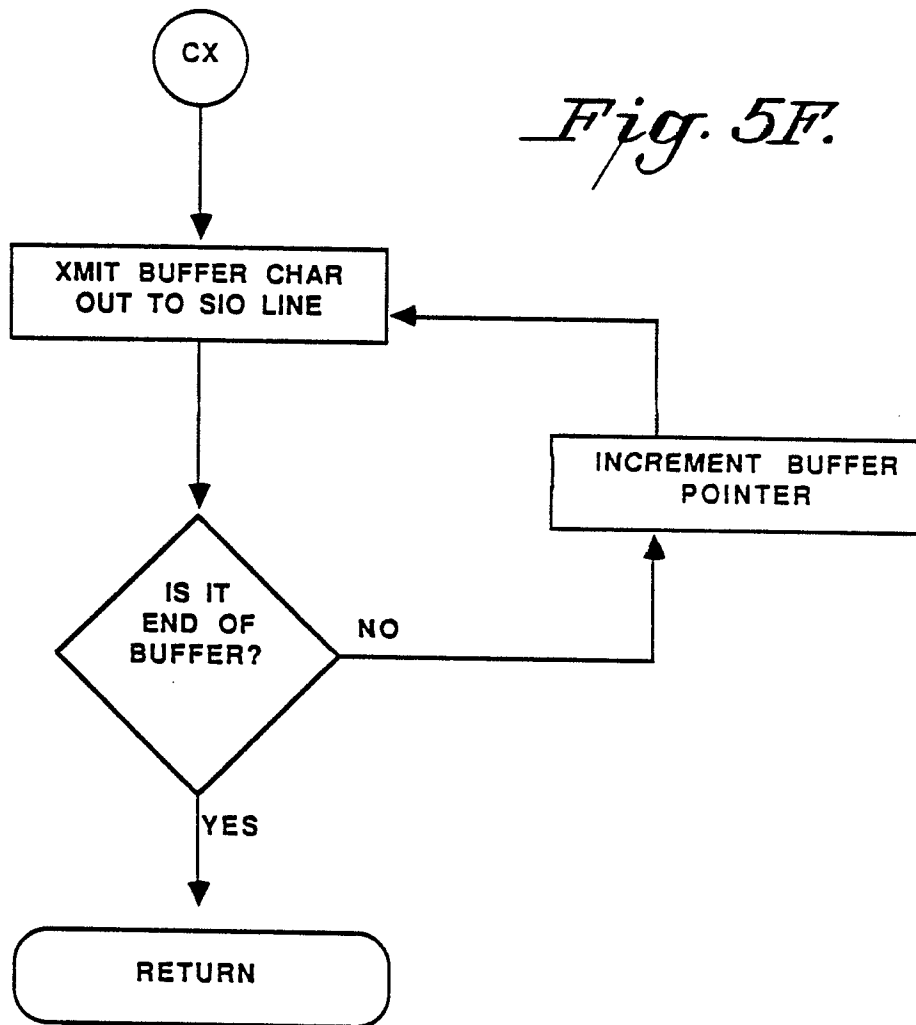 CX
Fig. 5F.
XMIT BUFFER CHAR
OUT TO SIO LINE
INCREMENT BUFFER
POINTER
IS IT
END OF
BUFFER?
NO
YES
RETURN